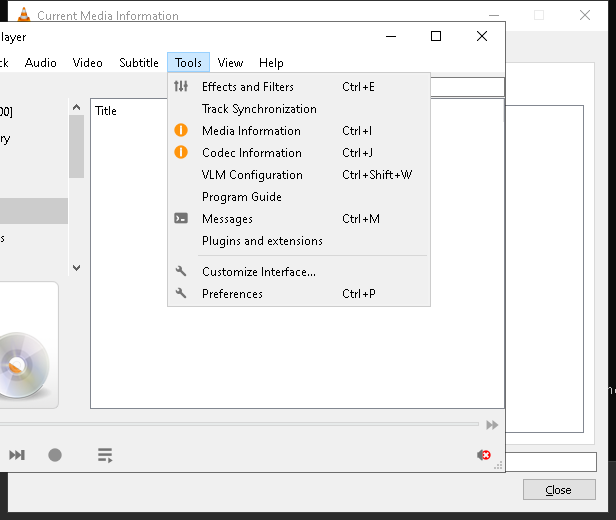 Current Media Information
layer
ck Audio Video Subtitle Tools View Help
00]
Title
ry
s
Effects and Filters Ctrl+E
Track Synchronization
Media Information Ctrl+I
Codec Information Ctrl+J
VLM Configuration Ctrl+Shift+W
Program Guide
Messages Ctrl+M
Plugins and extensions
Customize Interface...
Preferences Ctrl+P
Close